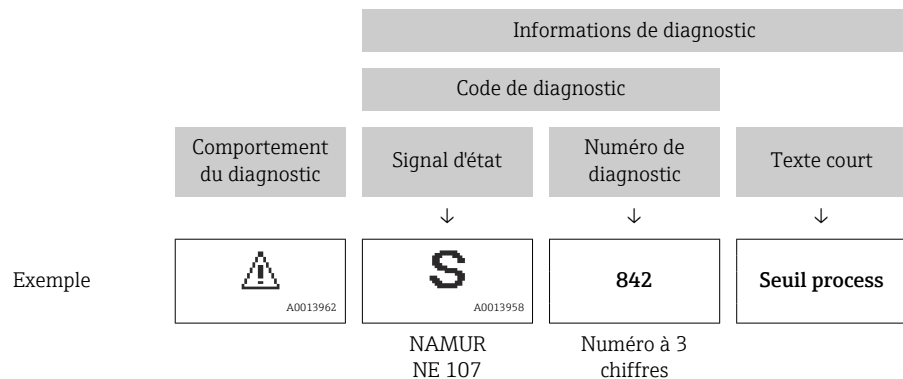 Informations de diagnostic
Code de diagnostic
Comportement
du diagnostic
Signal d'état
Numéro de
diagnostic
Texte court
↓
↓
↓
Exemple
A0013962
S
A0013958
842
Seuil process
NAMUR
NE 107
Numéro à 3
chiffres